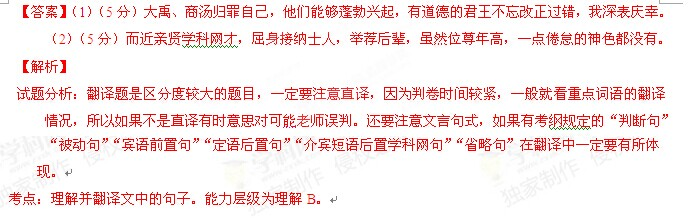 【答案】(1)(5分)大禹、商汤归罪自己，他们能够蓬勃兴起，有道德的君王不忘改正过错，我深表庆幸。
(2)(5分)而近亲贤学科网才，屈身接纳士人，举荐后辈，虽然位尊年高，一点倦怠的神色都没有。
【解析】
试题分析：翻译题是区分度较大的题目，一定要注意直译，因为判卷时间较紧，一般就看重点词语的翻译
情况，所以如果不是直译有时意思对可能老师误判。还要注意文言句式，如果有考纲规定的“判断句”
“被动句”“宾语前置句”“定语后置句”“介宾短语后置学科网句”“省略句”在翻译中一定要有所体
现。
考点：理解并翻译文中的句子。能力层级为理解 B。